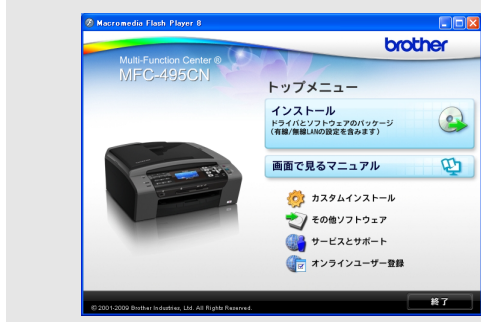 Macromedia Flash Player 8
brother
Multi-Function Center ®
MFC-495CN
トップメニュー
インストール
ドライバとソフトウェアのパッケージ
(有線/無線LANの設定を含みます)
画面で見るマニュアル
カスタムインストール
その他ソフトウェア
サービスとサポート
オンラインユーザー登録
© 2001-2009 Brother Industries, Ltd. All Rights Reserved.
終了